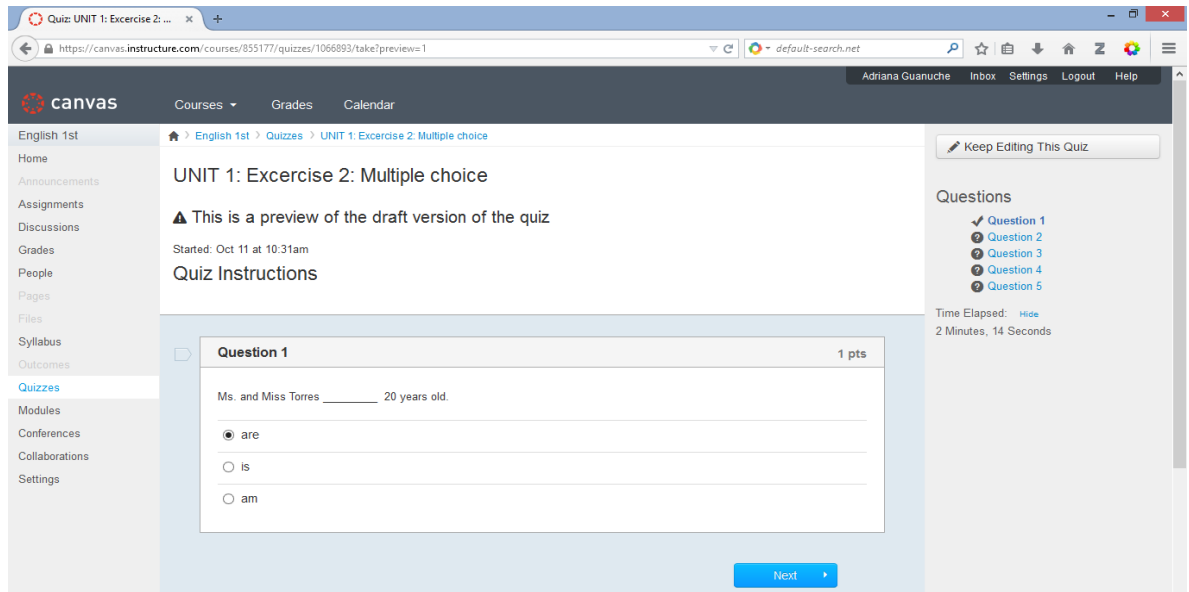 Quiz: UNIT 1: Excercise 2: ... × +
https://canvas.instructure.com/courses/855177/quizzes/1066893/take?preview=1 default-search.net
Adriana Guanuche Inbox Settings Logout Help
canvas Courses Grades Calendar
English 1st
Home
Announcements
Assignments
Discussions
Grades
People
Pages
Files
Syllabus
Outcomes
Quizzes
Modules
Conferences
Collaborations
Settings
English 1st > Quizzes > UNIT 1: Excercise 2: Multiple choice
UNIT 1: Excercise 2: Multiple choice
This is a preview of the draft version of the quiz
Started: Oct 11 at 10:31am
Quiz Instructions
Question 1 1 pts
Ms. and Miss Torres _________ 20 years old.
are
is
am
Next
Keep Editing This Quiz
Questions
Question 1
Question 2
Question 3
Question 4
Question 5
Time Elapsed: Hide
2 Minutes, 14 Seconds